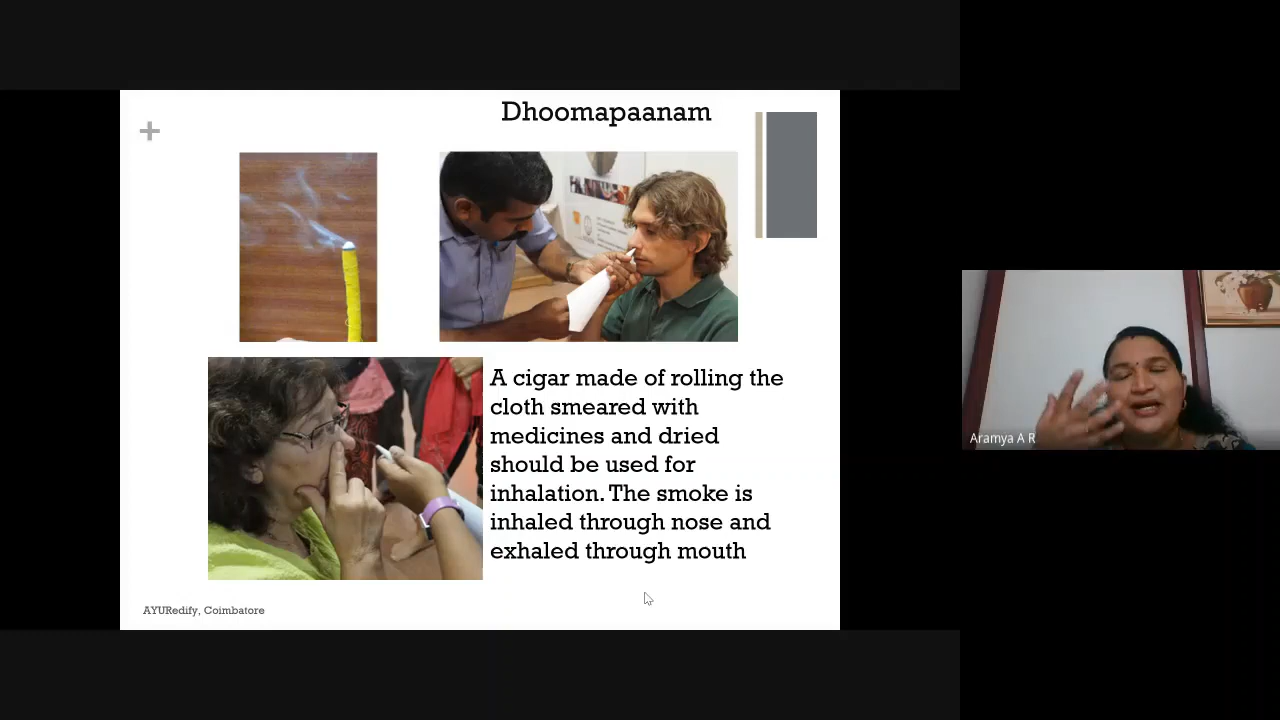 Dhoomapaanam
+
A cigar made of rolling the
cloth smeared with
medicines and dried
should be used for
inhalation. The smoke is
inhaled through nose and
exhaled through mouth
AYURedify, Coimbatore
Aramya A R